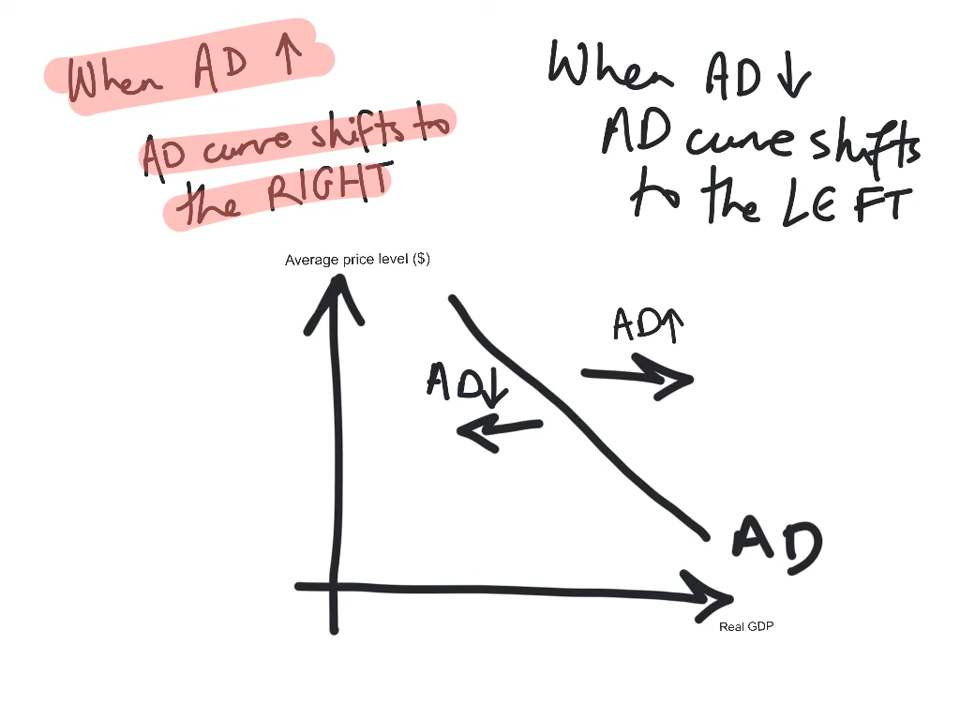 When AD ↑
AD curve shifts to
the RIGHT
When AD ↓
AD curve shifts
to the LEFT
Average price level ($)
AD↑
AD↓
AD
Real GDP